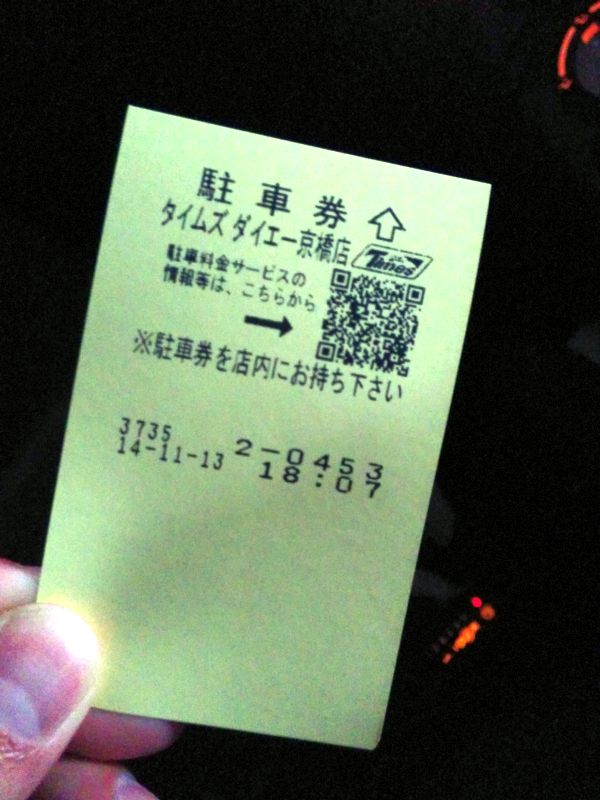 駐車券
タイムズ ダイエー京橋店
Times
駐車料金サービスの
情報等は、こちらから
※駐車券を店内にお持ち下さい
3735
2-0453
14-11-13
18:07